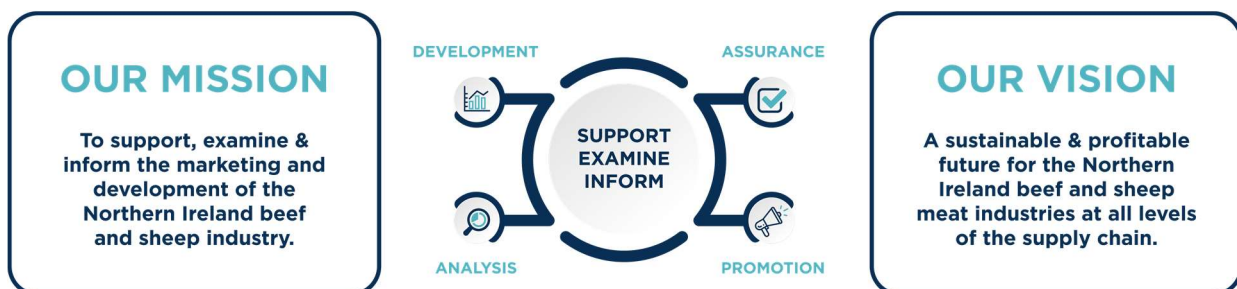 OUR MISSION
To support, examine &
inform the marketing and
development of the
Northern Ireland beef
and sheep industry.
DEVELOPMENT
ASSURANCE
SUPPORT
EXAMINE
INFORM
ANALYSIS
PROMOTION
OUR VISION
A sustainable & profitable
future for the Northern
Ireland beef and sheep
meat industries at all levels
of the supply chain.